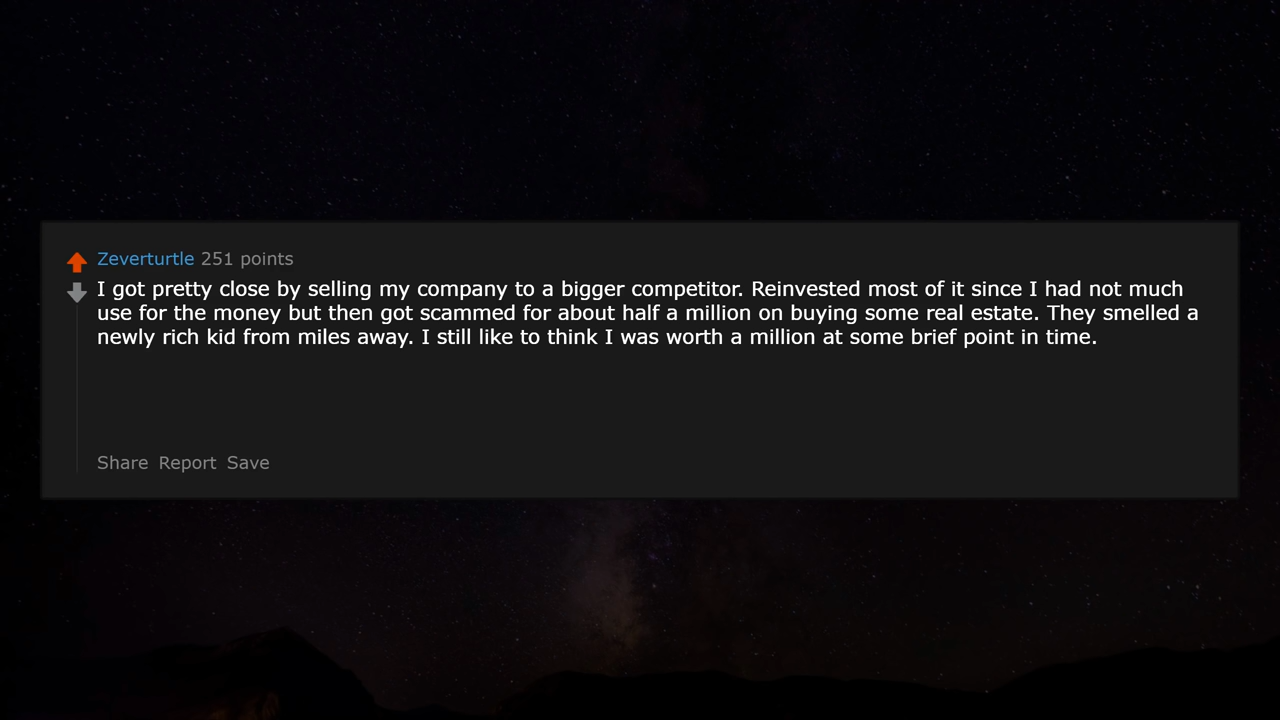 Zeverturtle 251 points
I got pretty close by selling my company to a bigger competitor. Reinvested most of it since I had not much
use for the money but then got scammed for about half a million on buying some real estate. They smelled a
newly rich kid from miles away. I still like to think I was worth a million at some brief point in time.
Share Report Save